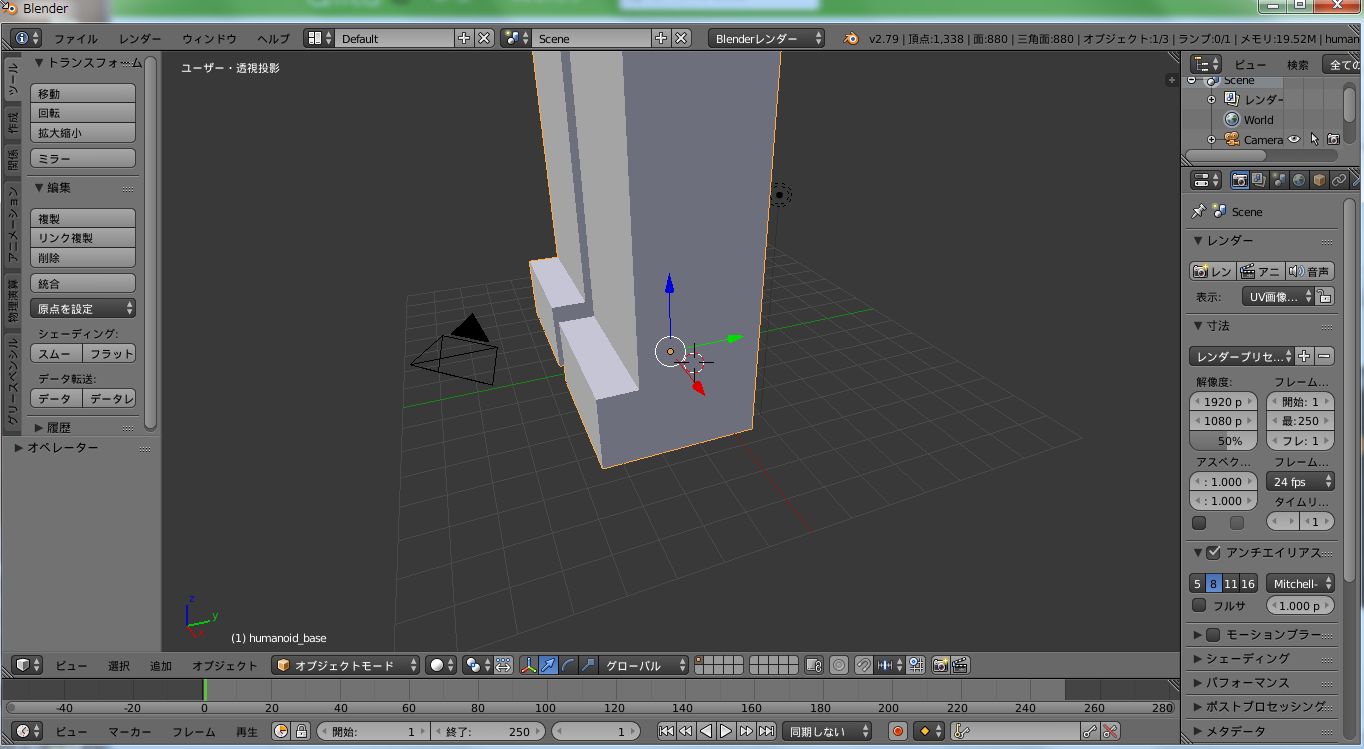 Blender
ファイル レンダー ウィンドウ ヘルプ Default Scene Blenderレンダー v2.79 | 頂点:1,338 | 面:880 | 三角面:880 | オブジェクト:1/3 | ランプ:0/1 | メモリ:19.52M | human
ツール
作成
関係
アニメーション
物理演算
グリースペンシル
トランスフォーム
移動
回転
拡大縮小
ミラー
編集
複製
リンク複製
削除
統合
原点を設定
シェーディング:
スムー フラット
データ転送:
データ データレ
履歴
オペレーター
ユーザー・透視投影
z
y
x
(1) humanoid_base
ビュー 選択 追加 オブジェクト オブジェクトモード グローバル
-40 -20 0 20 40 60 80 100 120 140 160 180 200 220 240 260 280
ビュー マーカー フレーム 再生 開始: 1 終了: 250 1 同期しない
ビュー 検索 全ての
Scene
レンダー
World
Camera
Scene
レンダー
レン アニ 音声
表示: UV画像...
寸法
レンダープリセ...
解像度: フレーム...
1920 p 開始: 1
1080 p 最:250
50% フレ: 1
アスペク... フレーム...
: 1.000 24 fps
: 1.000 タイムリ...
1
アンチエイリアス
5 8 11 16 Mitchell-
フルサ 1.000 p
モーションブラー
シェーディング
パフォーマンス
ポストプロセッシング
メタデータ